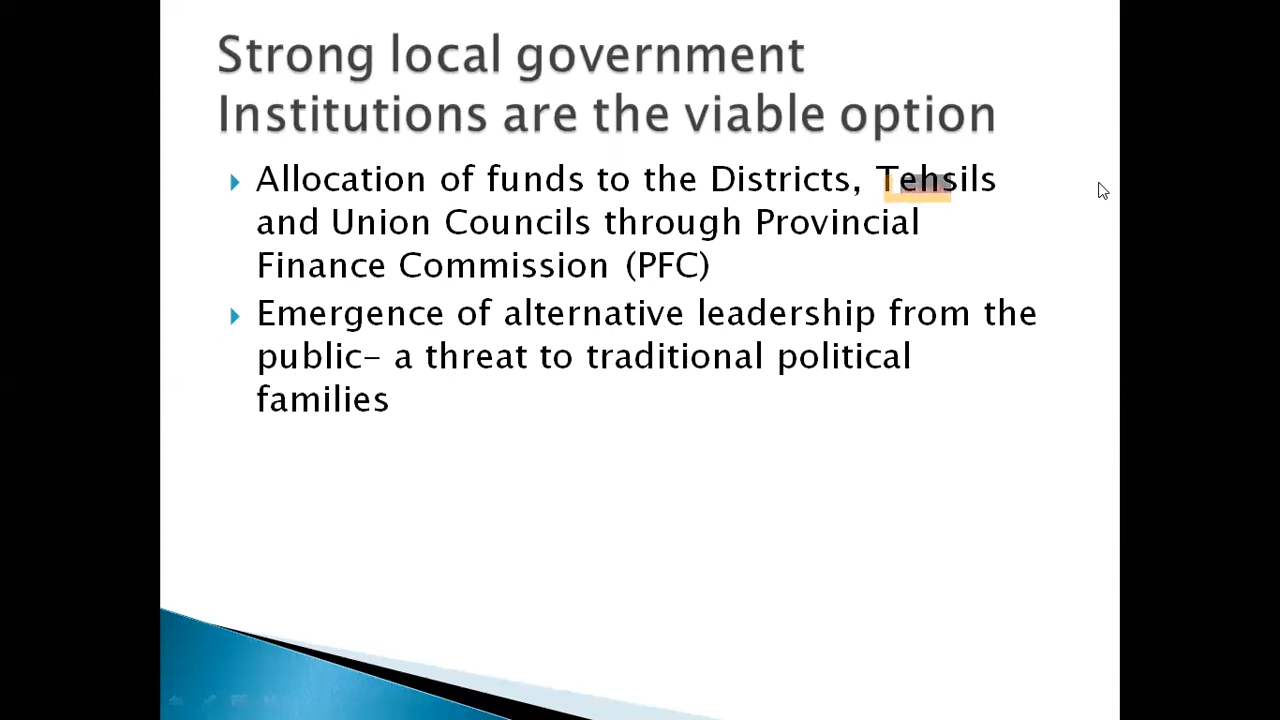 Strong local government
Institutions are the viable option
Allocation of funds to the Districts, Tehsils
and Union Councils through Provincial
Finance Commission (PFC)
Emergence of alternative leadership from the
public- a threat to traditional political
families